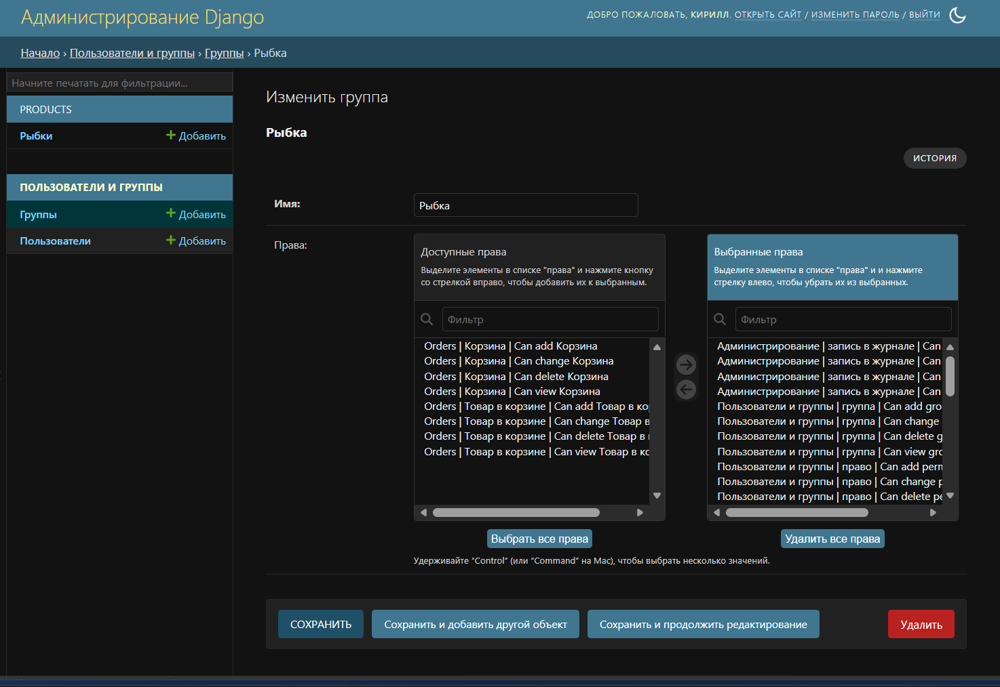 Администрирование Django
ДОБРО ПОЖАЛОВАТЬ, КИРИЛЛ. ОТКРЫТЬ САЙТ / ИЗМЕНИТЬ ПАРОЛЬ / ВЫЙТИ
Начало › Пользователи и группы › Группы › Рыбка
Начните печатать для фильтрации...
PRODUCTS
Рыбки Добавить
ПОЛЬЗОВАТЕЛИ И ГРУППЫ
Группы Добавить
Пользователи Добавить
Изменить группа
Рыбка
ИСТОРИЯ
Имя: Рыбка
Права:
Доступные права
Выделите элементы в списке "права" и нажмите кнопку
со стрелкой вправо, чтобы добавить их к выбранным.
Фильтр
Orders | Корзина | Can add Корзина
Orders | Корзина | Can change Корзина
Orders | Корзина | Can delete Корзина
Orders | Корзина | Can view Корзина
Orders | Товар в корзине | Can add Товар в кор
Orders | Товар в корзине | Can change Товар в
Orders | Товар в корзине | Can delete Товар в
Orders | Товар в корзине | Can view Товар в ко
Выбрать все права
Выбранные права
Выделите элементы в списке "права" и и нажмите
стрелку влево, чтобы убрать их из выбранных.
Фильтр
Администрирование | запись в журнале | Can
Администрирование | запись в журнале | Can
Администрирование | запись в журнале | Can
Администрирование | запись в журнале | Can
Пользователи и группы | группа | Can add gro
Пользователи и группы | группа | Can change
Пользователи и группы | группа | Can delete g
Пользователи и группы | группа | Can view gro
Пользователи и группы | право | Can add perm
Пользователи и группы | право | Can change p
Пользователи и группы | право | Can delete pe
Удалить все права
Удерживайте “Control“ (или “Command“ на Mac), чтобы выбрать несколько значений.
СОХРАНИТЬ
Сохранить и добавить другой объект
Сохранить и продолжить редактирование
Удалить